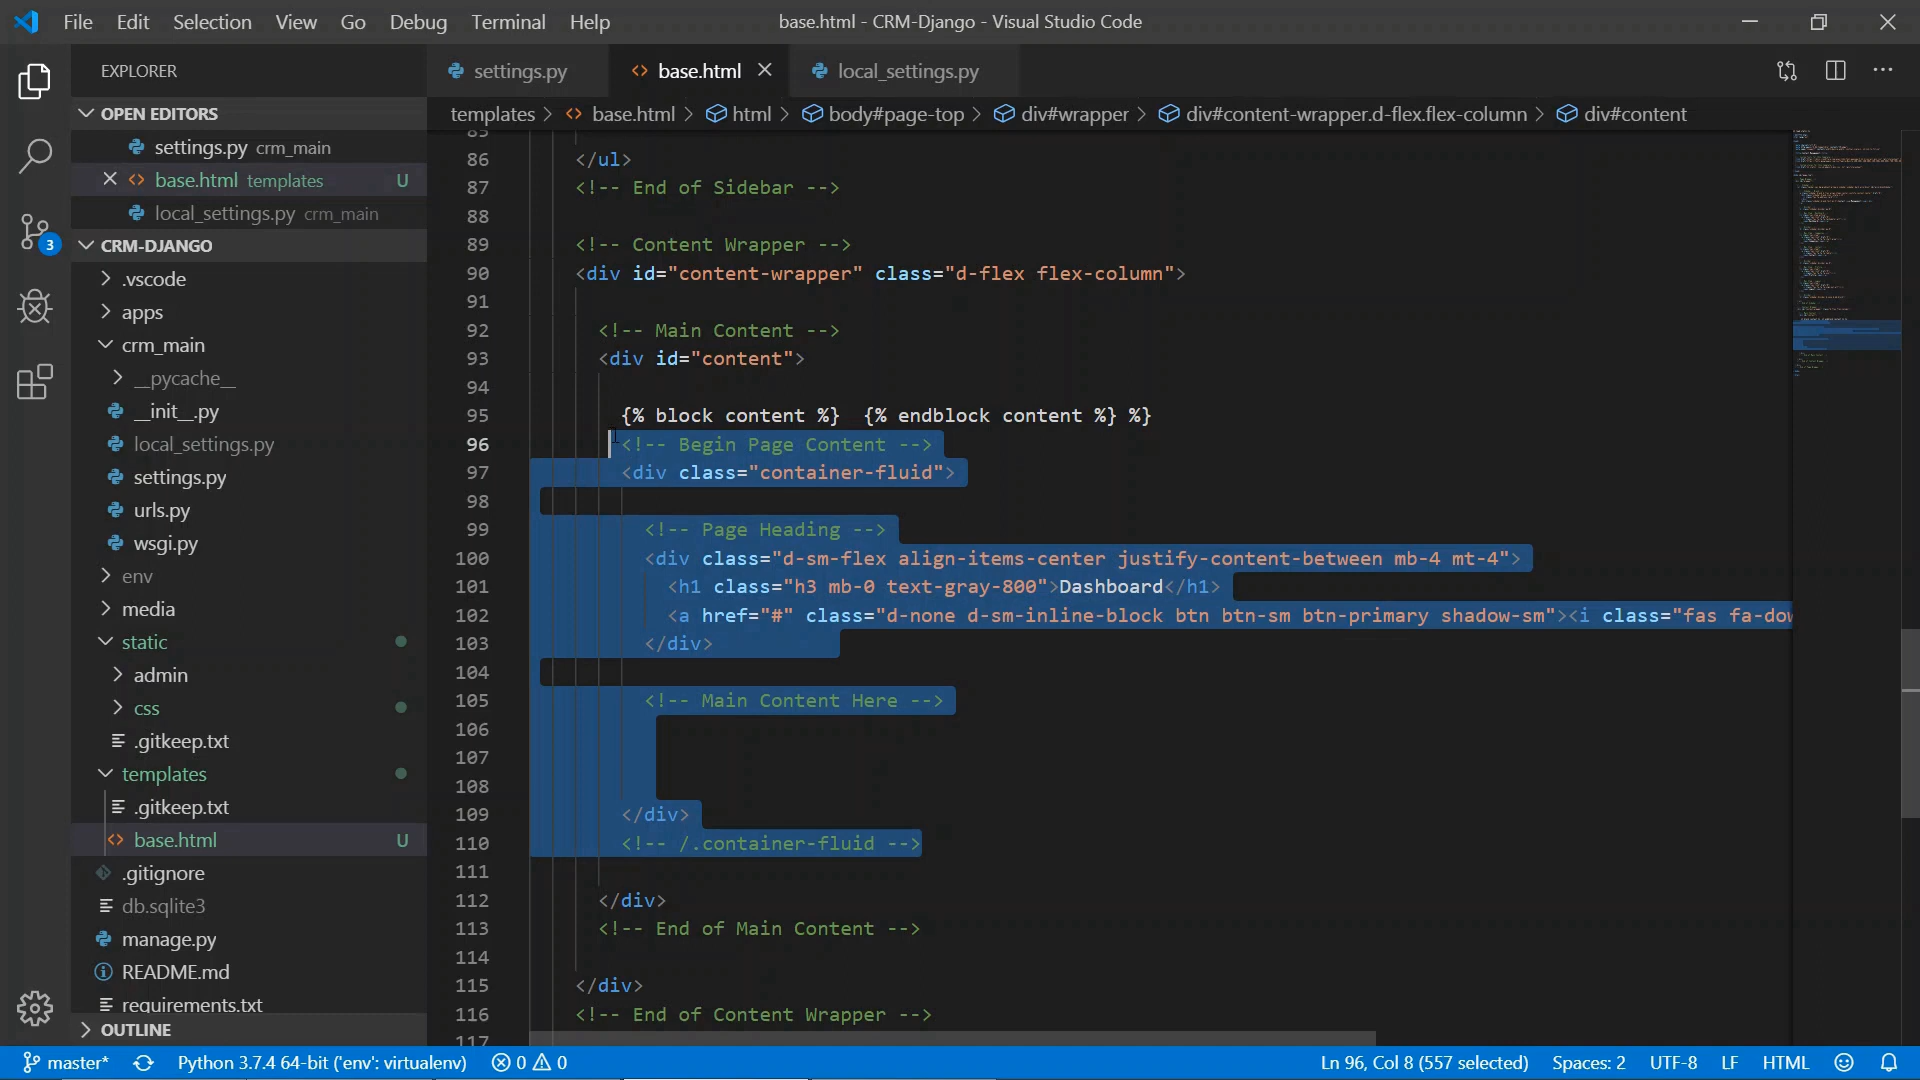 File Edit Selection View Go Debug Terminal Help base.html - CRM-Django - Visual Studio Code
EXPLORER
settings.py base.html local_settings.py
OPEN EDITORS
templates > base.html > html > body#page-top > div#wrapper > div#content-wrapper.d-flex.flex-column > div#content
settings.py crm_main
base.html templates U
local_settings.py crm_main
CRM-DJANGO
.vscode
apps
crm_main
__pycache__
__init__.py
local_settings.py
settings.py
urls.py
wsgi.py
env
media
static
admin
css
.gitkeep.txt
templates
.gitkeep.txt
base.html U
.gitignore
db.sqlite3
manage.py
README.md
requirements.txt
OUTLINE
3
85
86 </ul>
87 <!-- End of Sidebar -->
88
89 <!-- Content Wrapper -->
90 <div id="content-wrapper" class="d-flex flex-column">
91
92 <!-- Main Content -->
93 <div id="content">
94
95 {% block content %}  {% endblock content %} %}
96 <!-- Begin Page Content -->
97 <div class="container-fluid">
98
99 <!-- Page Heading -->
100 <div class="d-sm-flex align-items-center justify-content-between mb-4 mt-4">
101 <h1 class="h3 mb-0 text-gray-800">Dashboard</h1>
102 <a href="#" class="d-none d-sm-inline-block btn btn-sm btn-primary shadow-sm"><i class="fas fa-dow
103 </div>
104
105 <!-- Main Content Here -->
106
107
108
109 </div>
110 <!-- /.container-fluid -->
111
112 </div>
113 <!-- End of Main Content -->
114
115 </div>
116 <!-- End of Content Wrapper -->
117
master* Python 3.7.4 64-bit ('env': virtualenv) 0 0 Ln 96, Col 8 (557 selected) Spaces: 2 UTF-8 LF HTML